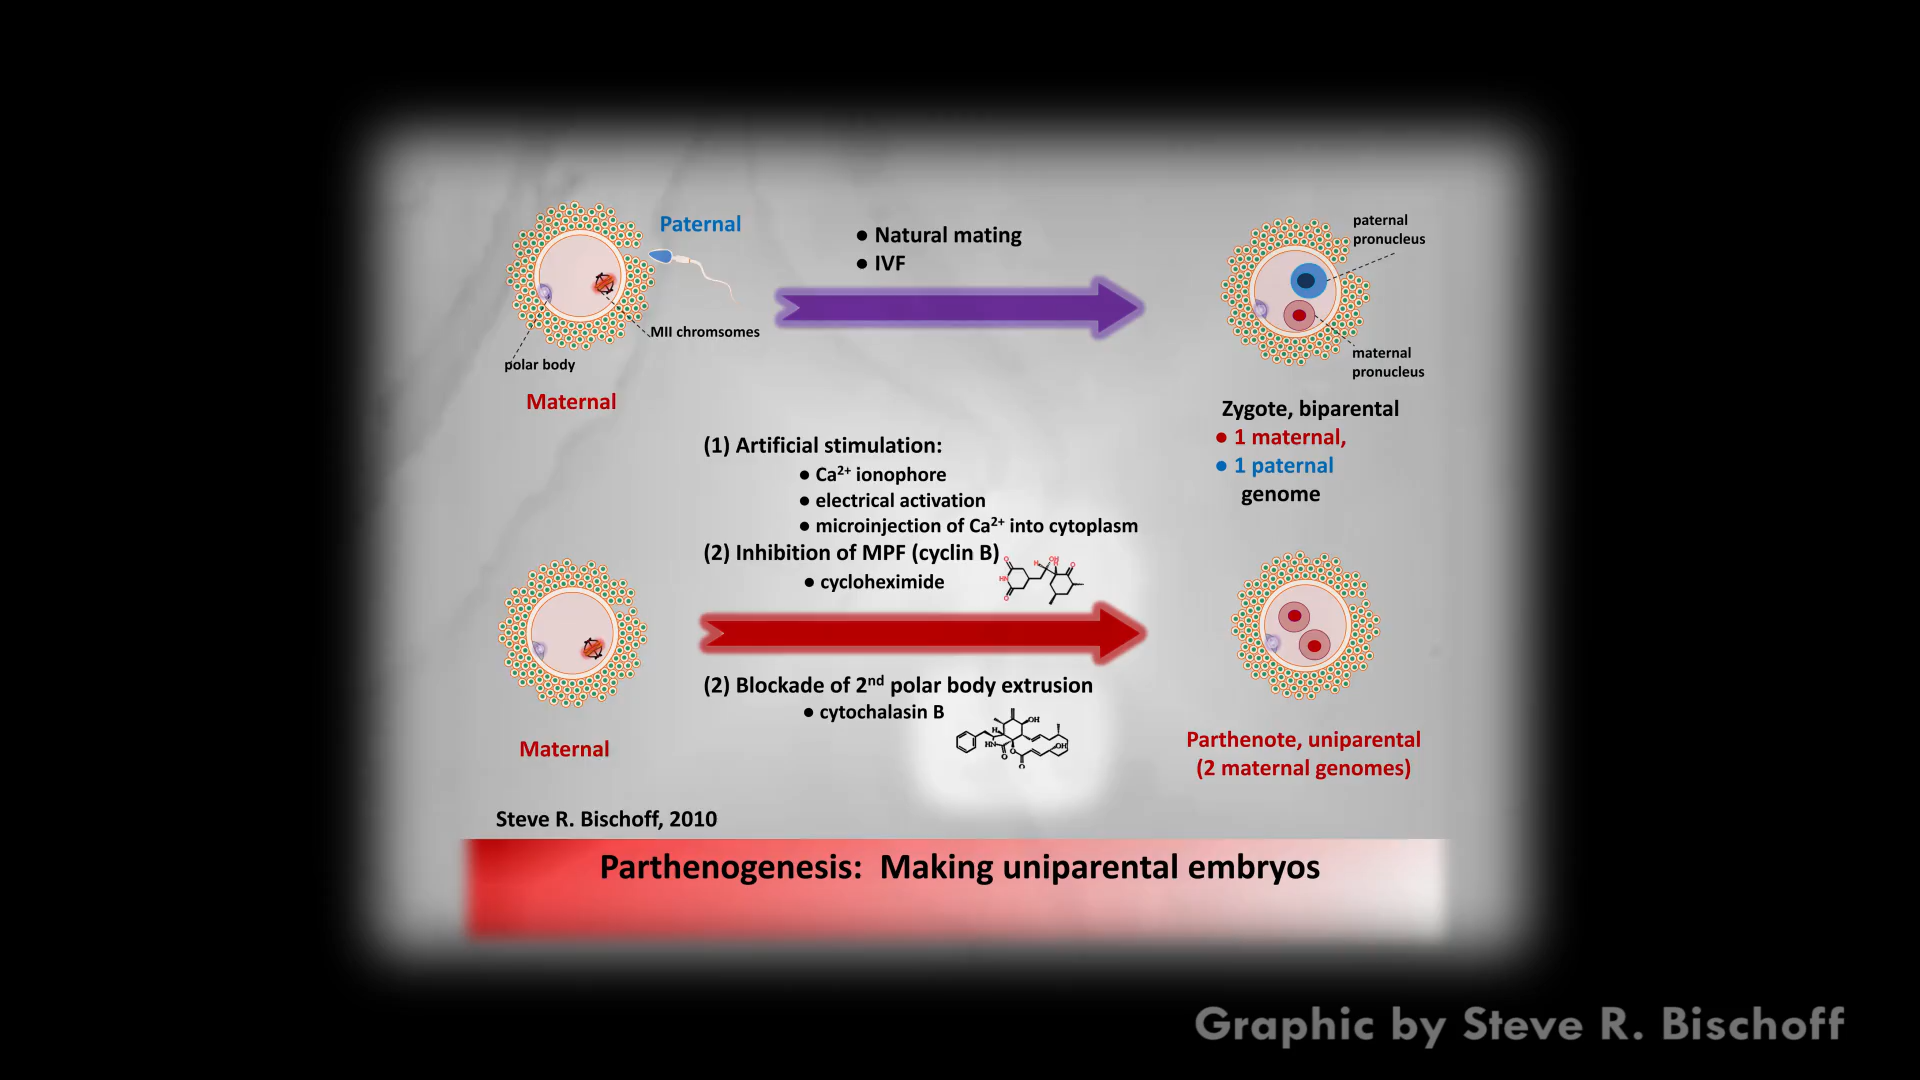 Paternal
● Natural mating
● IVF
paternal
pronucleus
MII chromsomes
polar body
maternal
pronucleus
Maternal
Zygote, biparental
● 1 maternal,
● 1 paternal
genome
(1) Artificial stimulation:
● Ca²⁺ ionophore
● electrical activation
● microinjection of Ca²⁺ into cytoplasm
(2) Inhibition of MPF (cyclin B)
● cycloheximide
(2) Blockade of 2ⁿᵈ polar body extrusion
● cytochalasin B
Maternal
Parthenote, uniparental
(2 maternal genomes)
Steve R. Bischoff, 2010
Parthenogenesis: Making uniparental embryos
Graphic by Steve R. Bischoff